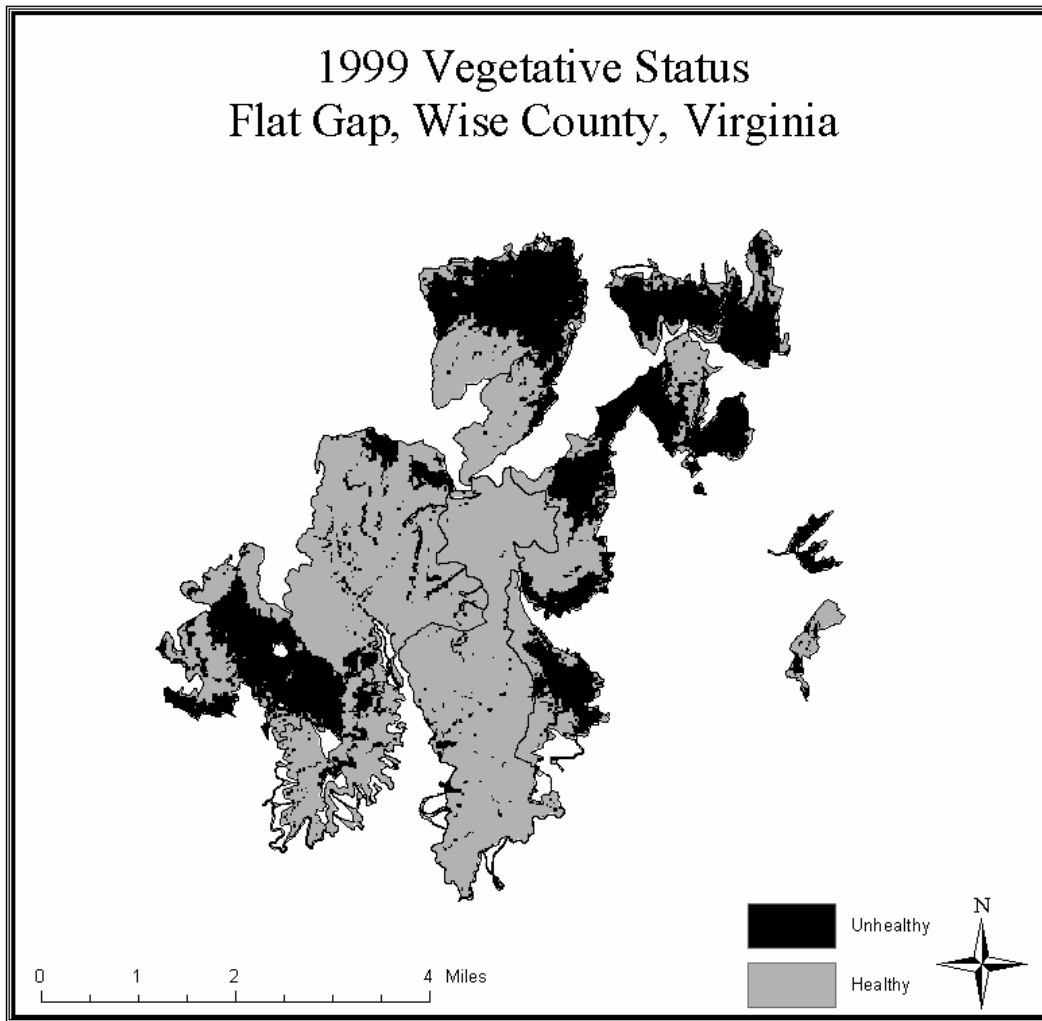 1999 Vegetative Status
Flat Gap, Wise County, Virginia
Unhealthy
N
Healthy
0 1 2 4 Miles